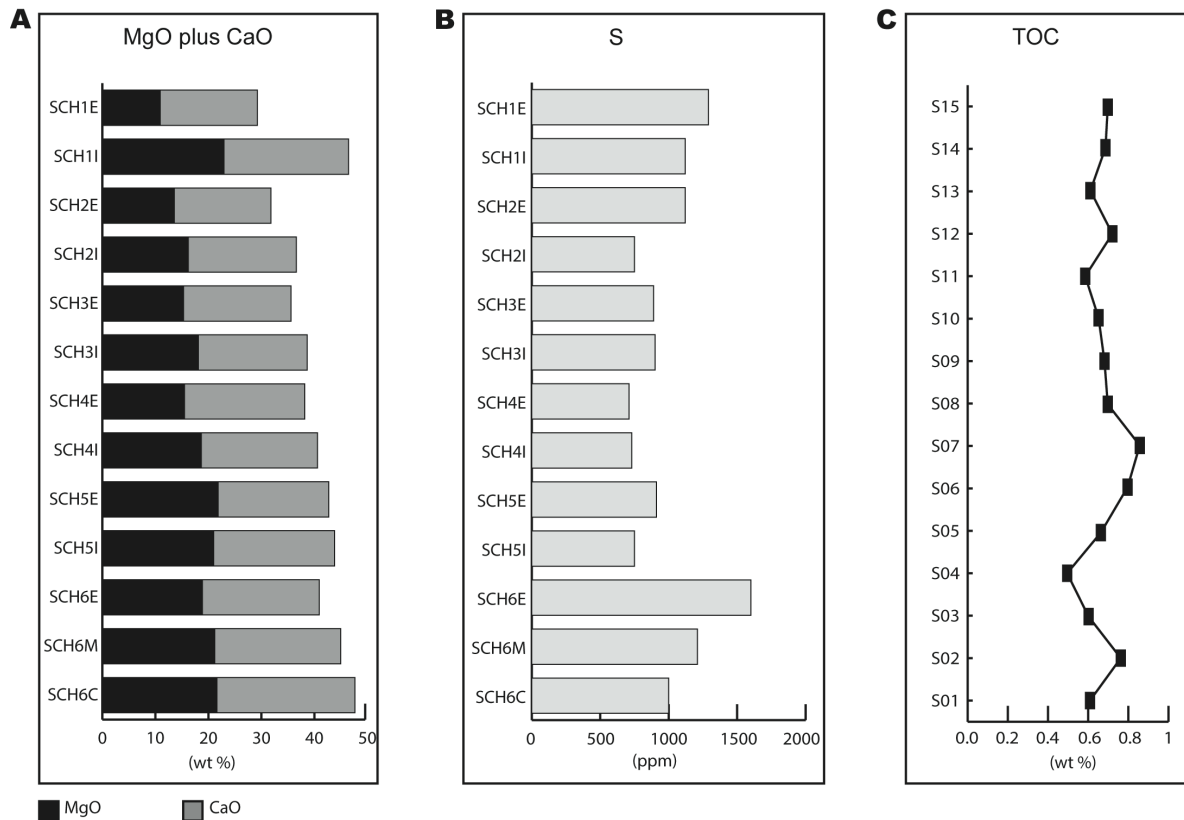 A
MgO plus CaO
SCH1E
SCH1I
SCH2E
SCH2I
SCH3E
SCH3I
SCH4E
SCH4I
SCH5E
SCH5I
SCH6E
SCH6M
SCH6C
0 10 20 30 40 50
(wt %)
MgO CaO
B
S
SCH1E
SCH1I
SCH2E
SCH2I
SCH3E
SCH3I
SCH4E
SCH4I
SCH5E
SCH5I
SCH6E
SCH6M
SCH6C
0 500 1000 1500 2000
(ppm)
C
TOC
S15
S14
S13
S12
S11
S10
S09
S08
S07
S06
S05
S04
S03
S02
S01
0.0 0.2 0.4 0.6 0.8 1
(wt %)